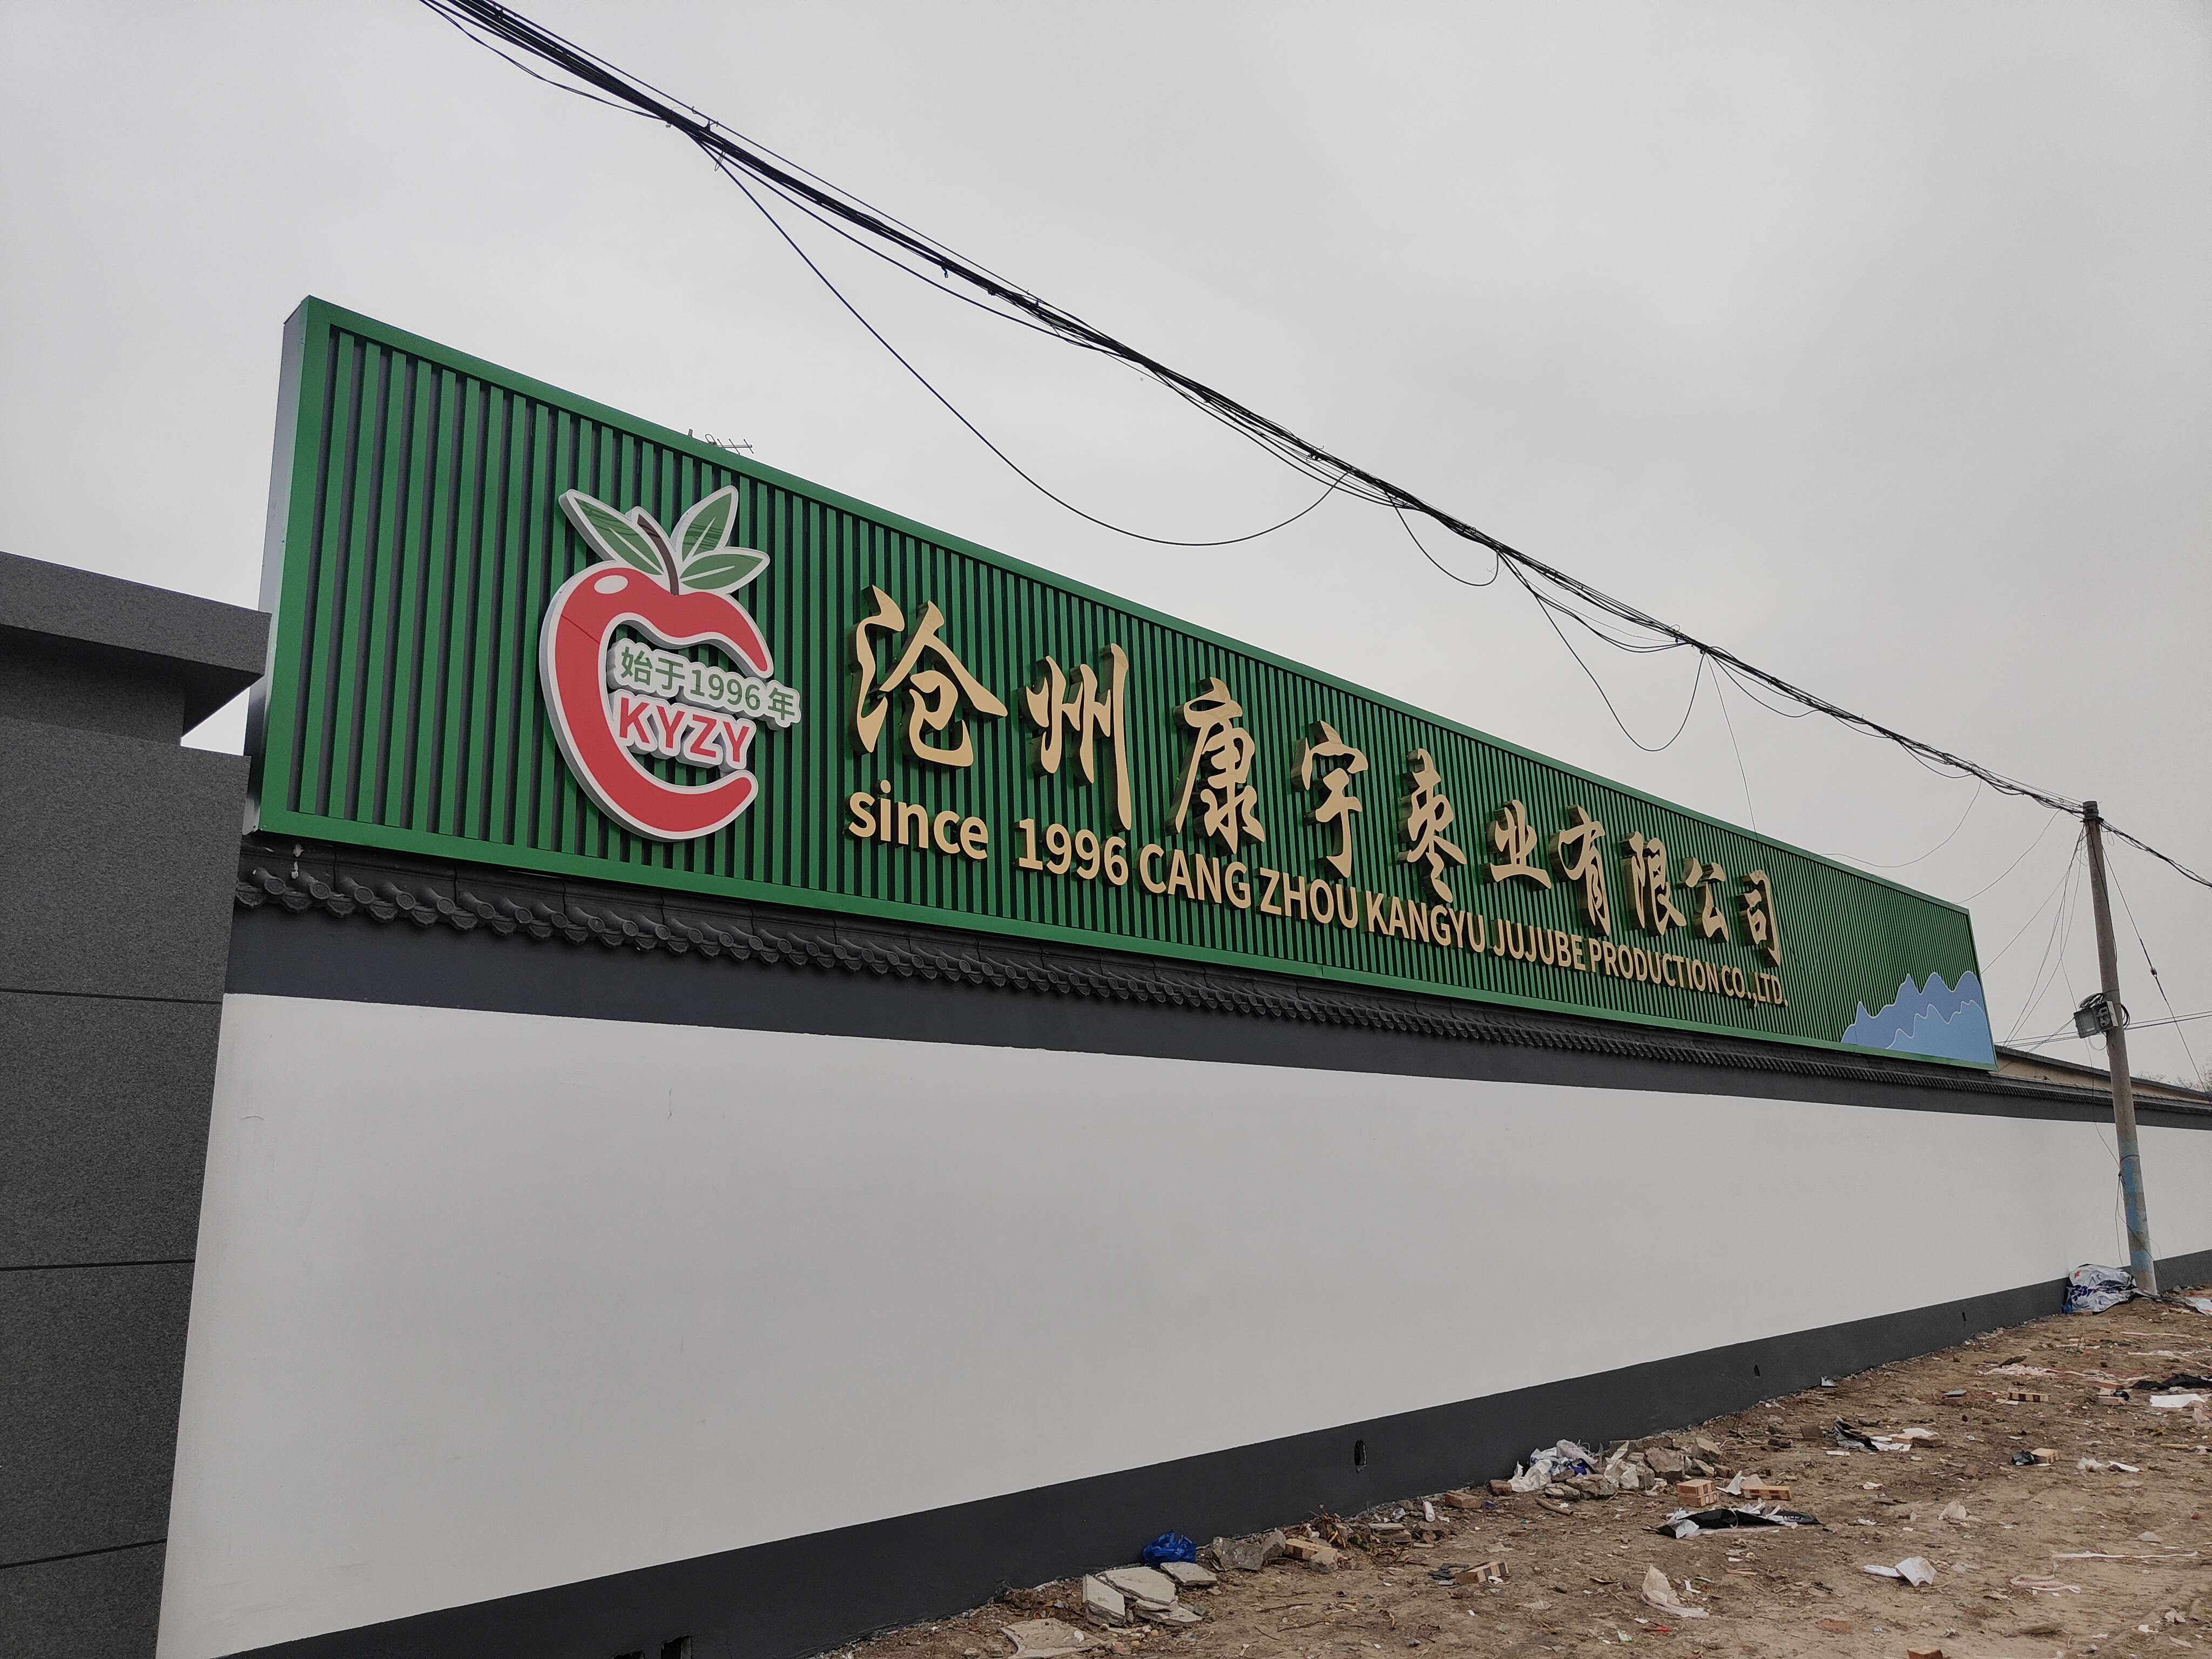 始于1996年
KYZY
沧州康宇枣业有限公司
since 1996 CANG ZHOU KANGYU JUJUBE PRODUCTION CO.,LTD.